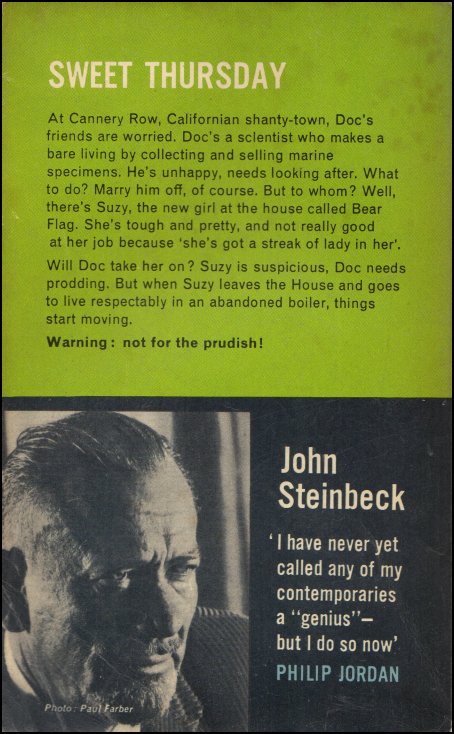 SWEET THURSDAY
At Cannery Row, Californian shanty-town, Doc's
friends are worried. Doc's a scientist who makes a
bare living by collecting and selling marine
specimens. He's unhappy, needs looking after. What
to do? Marry him off, of course. But to whom? Well,
there's Suzy, the new girl at the house called Bear
Flag. She's tough and pretty, and not really good
at her job because 'she's got a streak of lady in her'.
Will Doc take her on? Suzy is suspicious, Doc needs
prodding. But when Suzy leaves the House and goes
to live respectably in an abandoned boiler, things
start moving.
Warning: not for the prudish!
John
Steinbeck
'I have never yet
called any of my
contemporaries
a "genius"—
but I do so now'
PHILIP JORDAN
Photo: Paul Farber